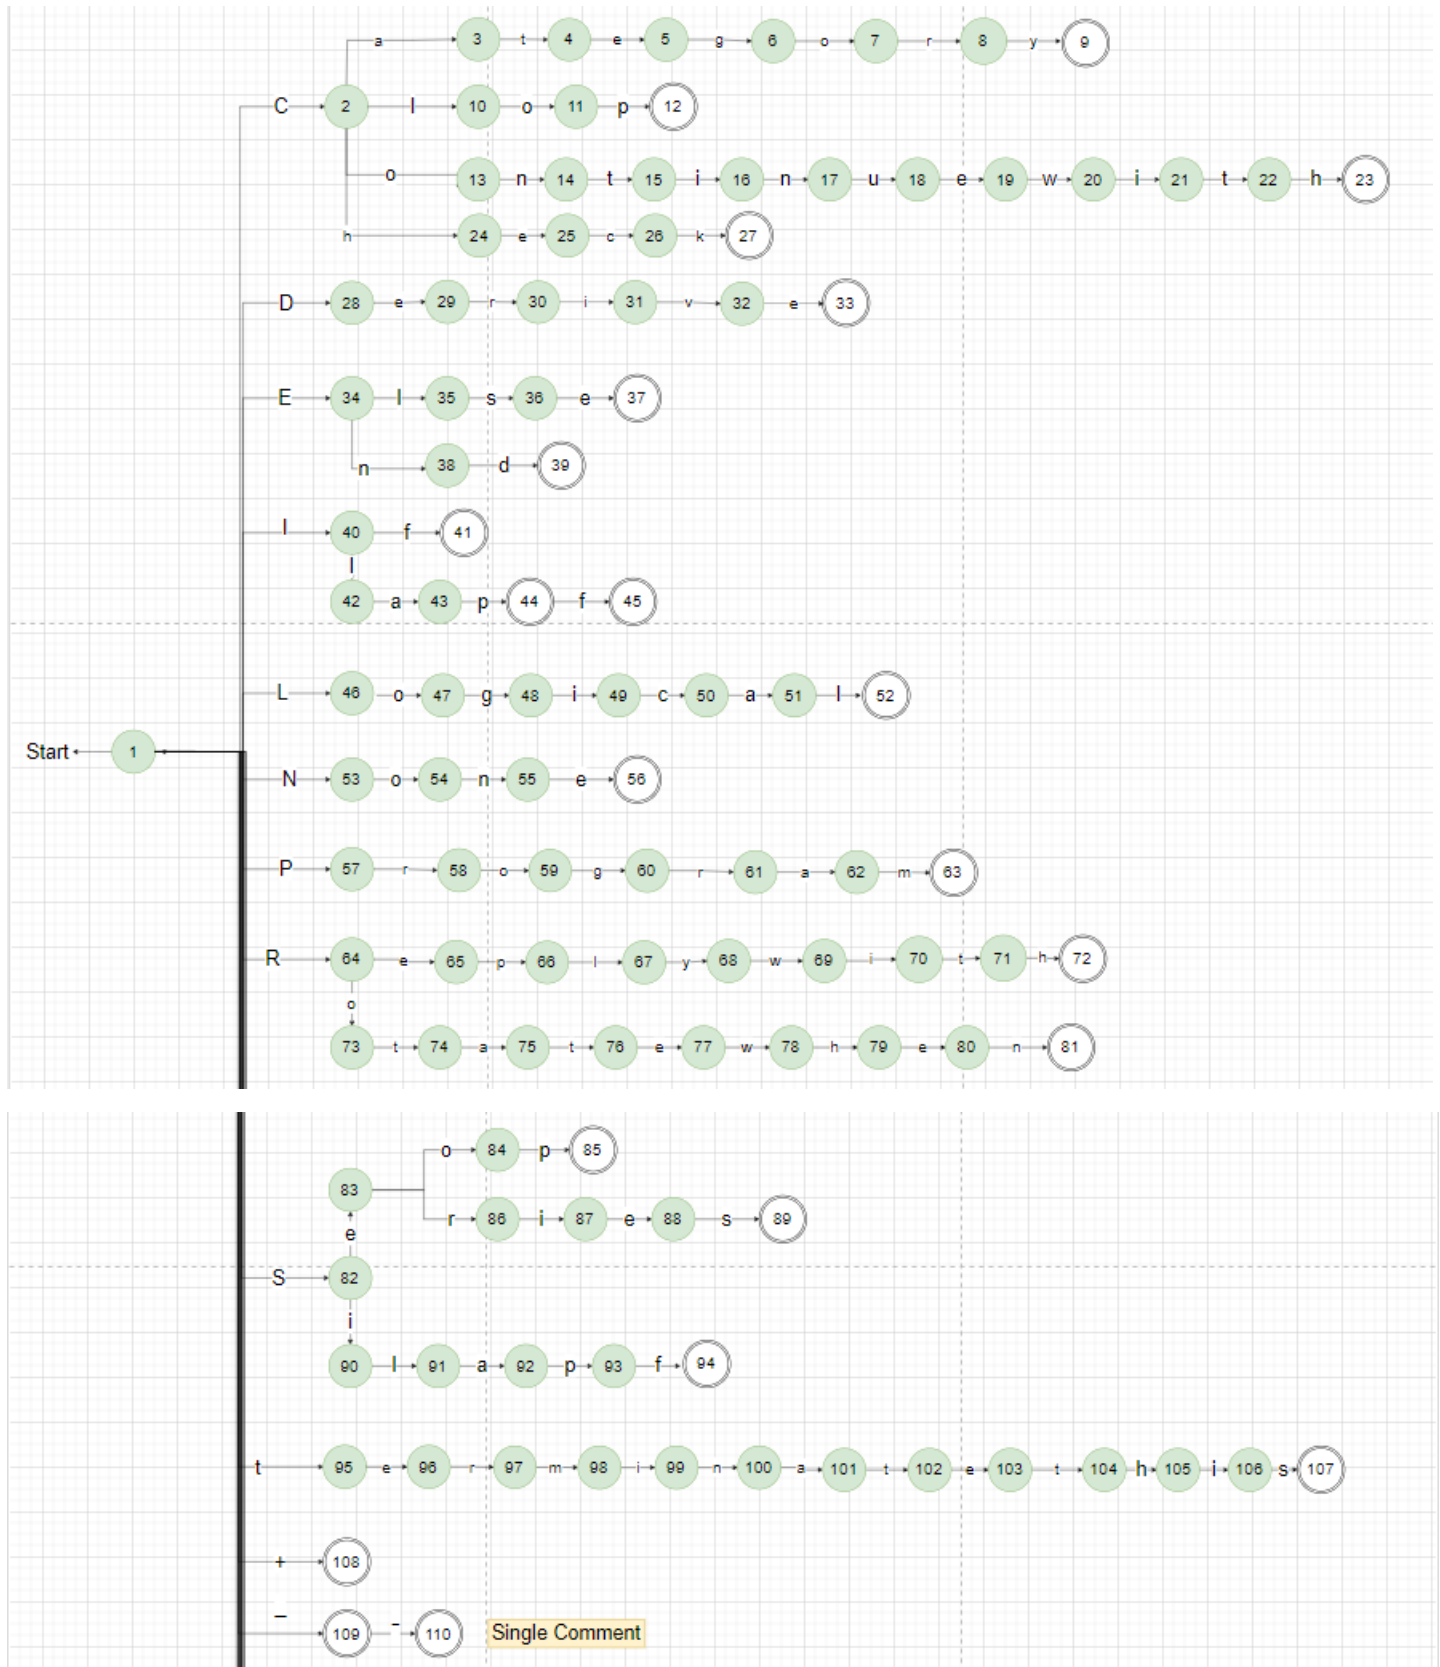 a 3 t 4 e 5 g 6 o 7 r 8 y 9
C 2 l 10 o 11 p 12
o 13 n 14 t 15 i 16 n 17 u 18 e 19 w 20 i 21 t 22 h 23
h 24 e 25 c 26 k 27
D 28 e 29 r 30 i 31 v 32 e 33
E 34 l 35 s 36 e 37
n 38 d 39
I 40 f 41
l
42 a 43 p 44 f 45
L 46 o 47 g 48 i 49 c 50 a 51 l 52
Start 1
N 53 o 54 n 55 e 56
P 57 r 58 o 59 g 60 r 61 a 62 m 63
R 64 e 65 p 66 l 67 y 68 w 69 i 70 t 71 h 72
o
73 t 74 a 75 t 76 e 77 w 78 h 79 e 80 n 81
o 84 p 85
83
r 86 i 87 e 88 s 89
e
S 82
i
90 l 91 a 92 p 93 f 94
t 95 e 96 r 97 m 98 i 99 n 100 a 101 t 102 e 103 t 104 h 105 i 106 s 107
+ 108
– 109 - 110 Single Comment